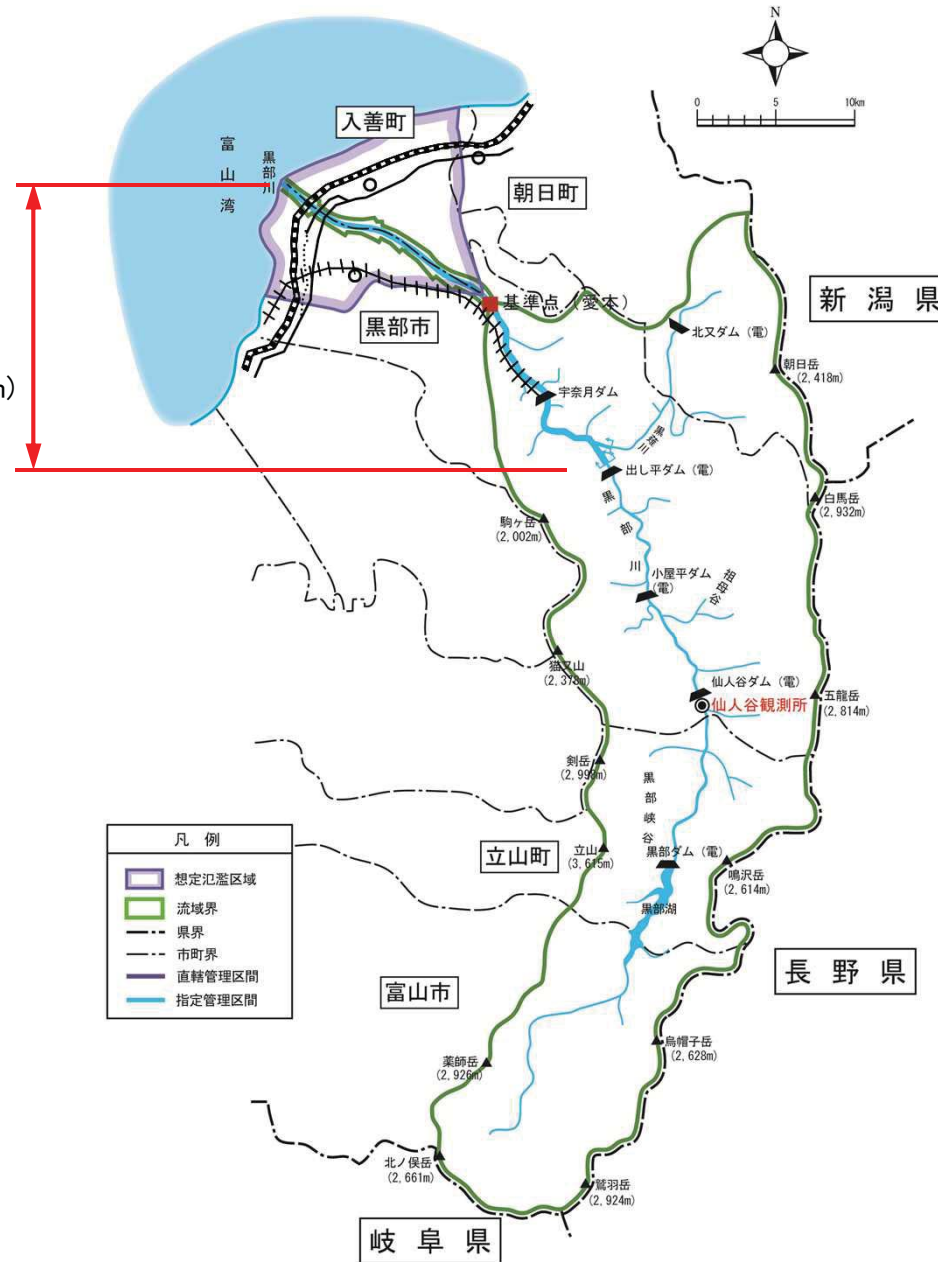 N
0 5 10km
入善町
富山湾
黒部川
朝日町
新潟県
基準点（愛本）
黒部市
北又ダム（電）
朝日岳
(2,418m)
宇奈月ダム
m)
黒薙川
出し平ダム（電）
白馬岳
(2,932m)
駒ヶ岳
(2,002m)
黒部川
小屋平ダム
（電）
祖母谷
猫又山
(2,378m)
仙人谷ダム（電）
仙人谷観測所
五龍岳
(2,814m)
剣岳
(2,998m)
黒部峡谷
凡例
想定氾濫区域
流域界
県界
市町界
直轄管理区間
指定管理区間
立山町
立山
(3,615m)
黒部ダム（電）
鳴沢岳
(2,614m)
黒部湖
長野県
富山市
烏帽子岳
(2,628m)
薬師岳
(2,926m)
北ノ俣岳
(2,661m)
鷲羽岳
(2,924m)
岐阜県